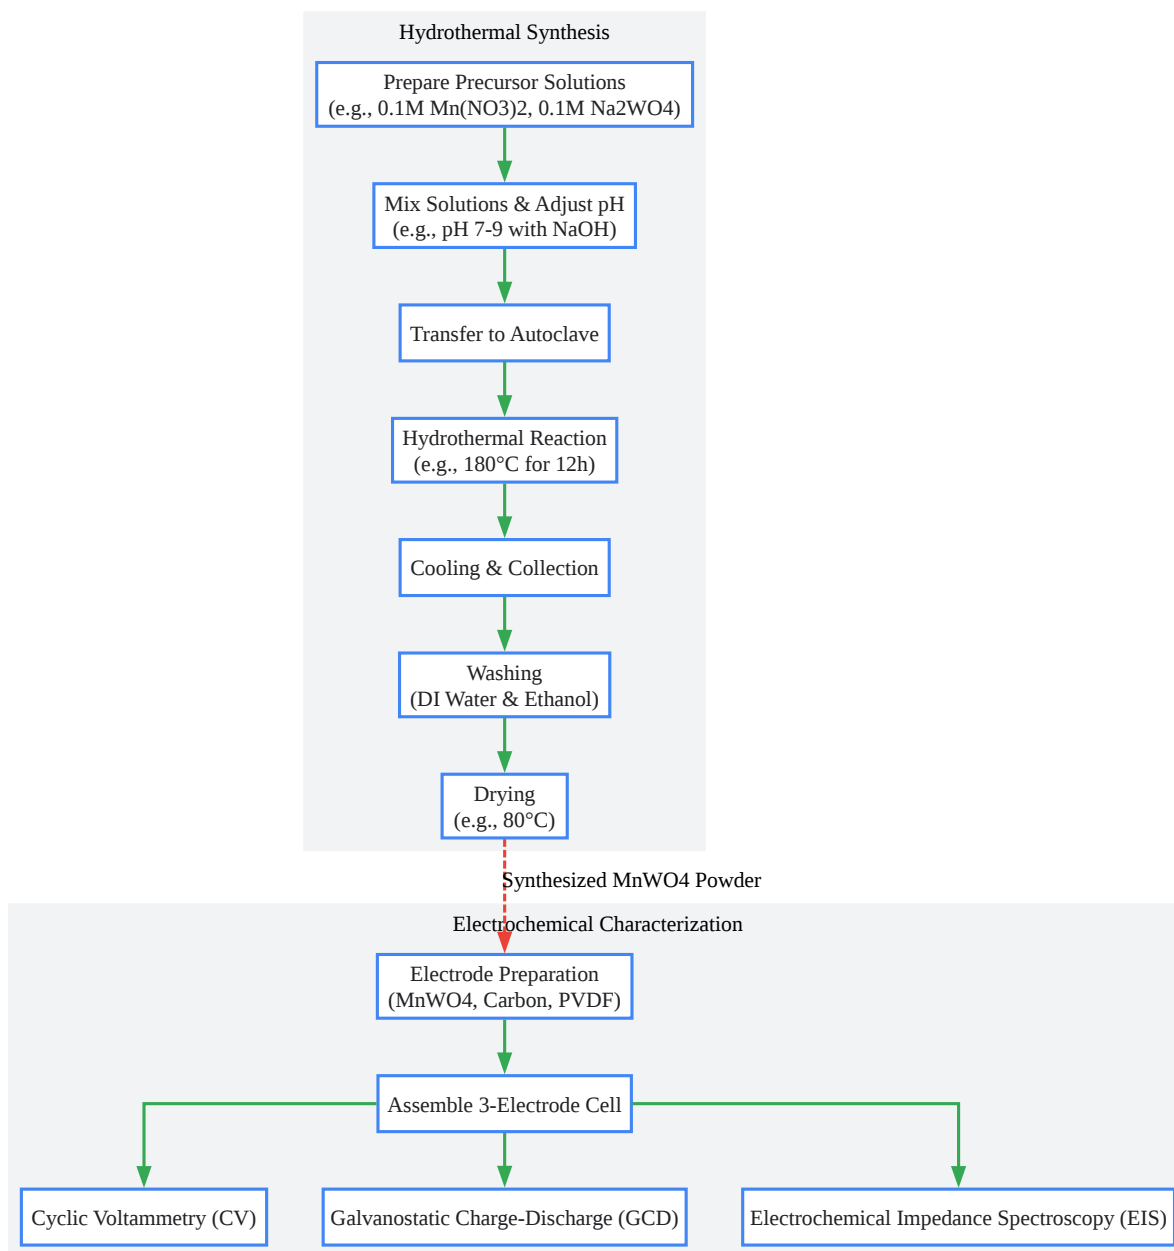 Hydrothermal Synthesis
Prepare Precursor Solutions
(e.g., 0.1M Mn(NO3)2, 0.1M Na2WO4)
Mix Solutions & Adjust pH
(e.g., pH 7-9 with NaOH)
Transfer to Autoclave
Hydrothermal Reaction
(e.g., 180°C for 12h)
Cooling & Collection
Washing
(DI Water & Ethanol)
Drying
(e.g., 80°C)
Synthesized MnWO4 Powder
Electrochemical Characterization
Electrode Preparation
(MnWO4, Carbon, PVDF)
Assemble 3-Electrode Cell
Cyclic Voltammetry (CV)
Galvanostatic Charge-Discharge (GCD)
Electrochemical Impedance Spectroscopy (EIS)